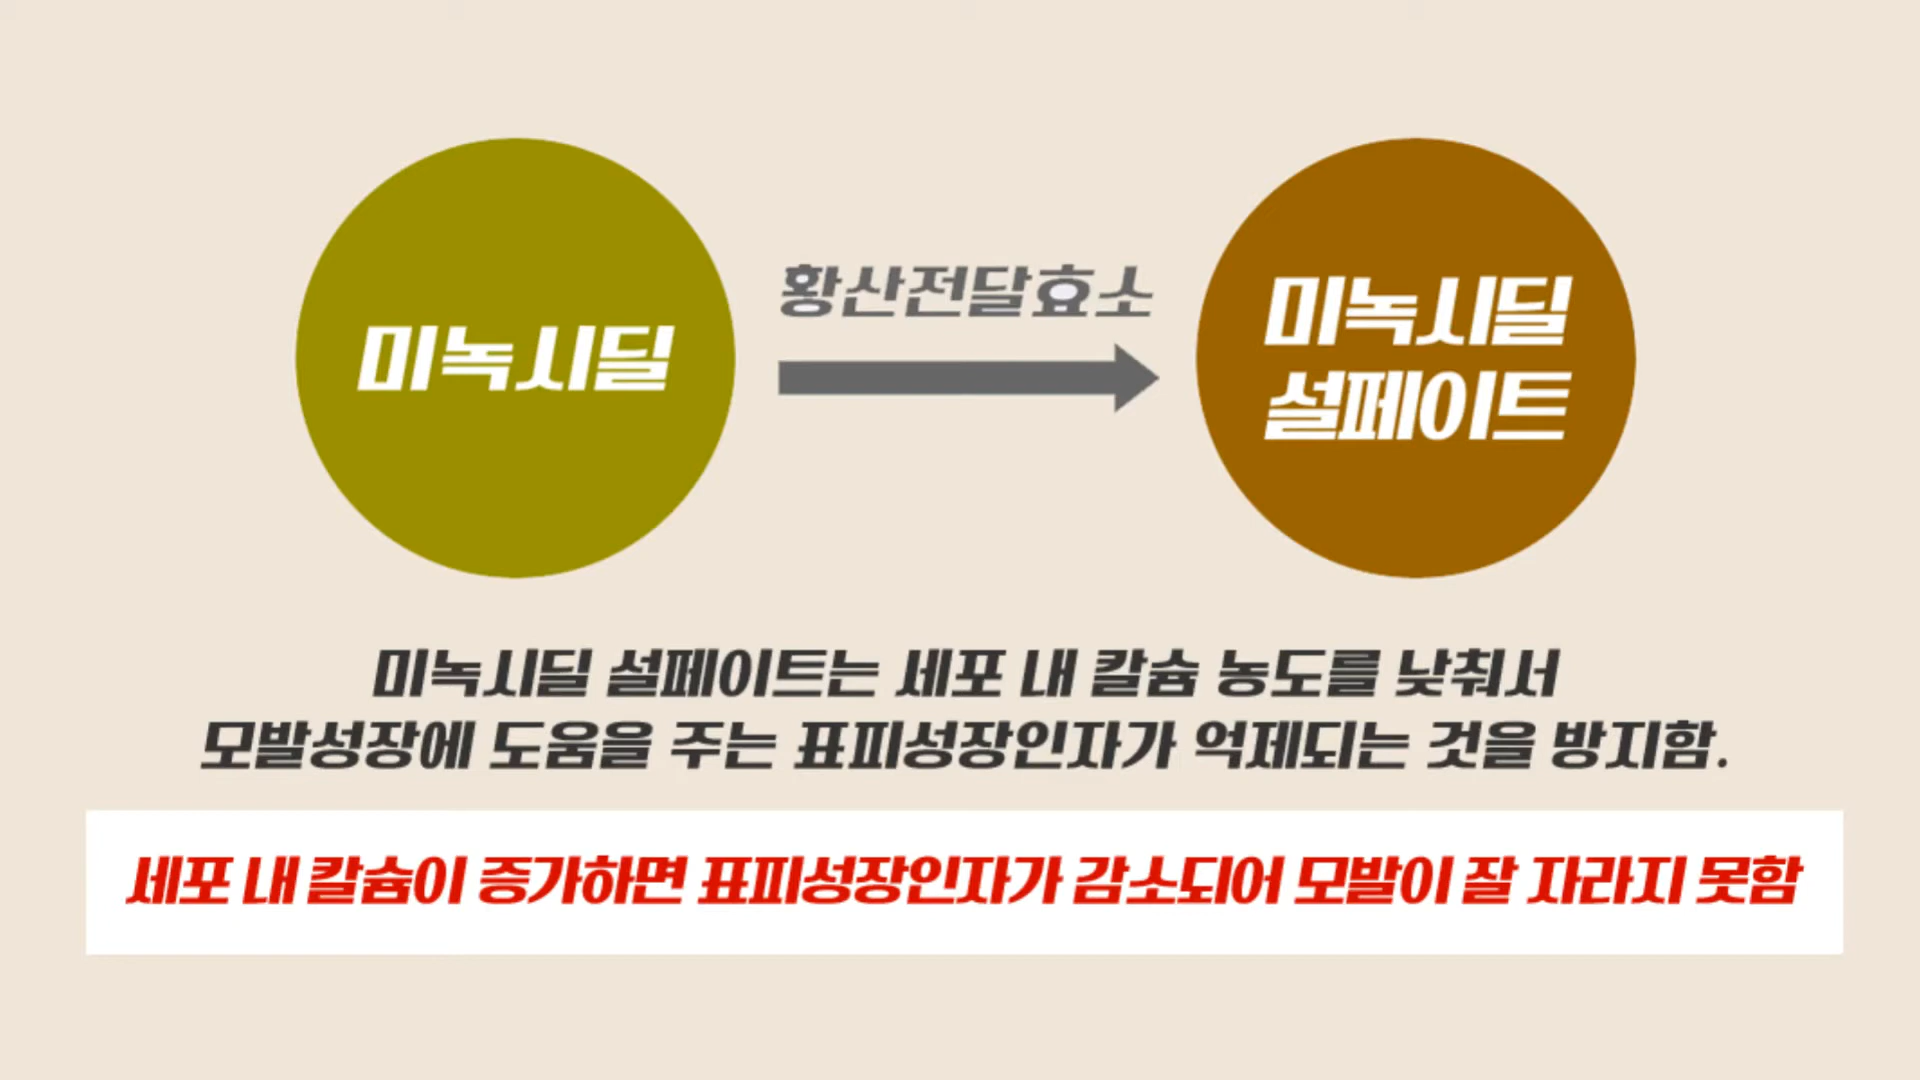 미녹시딜
황산전달효소
미녹시딜
설페이트
미녹시딜 설페이트는 세포 내 칼슘 농도를 낮춰서
모발성장에 도움을 주는 표피성장인자가 억제되는 것을 방지함.
세포 내 칼슘이 증가하면 표피성장인자가 감소되어 모발이 잘 자라지 못함